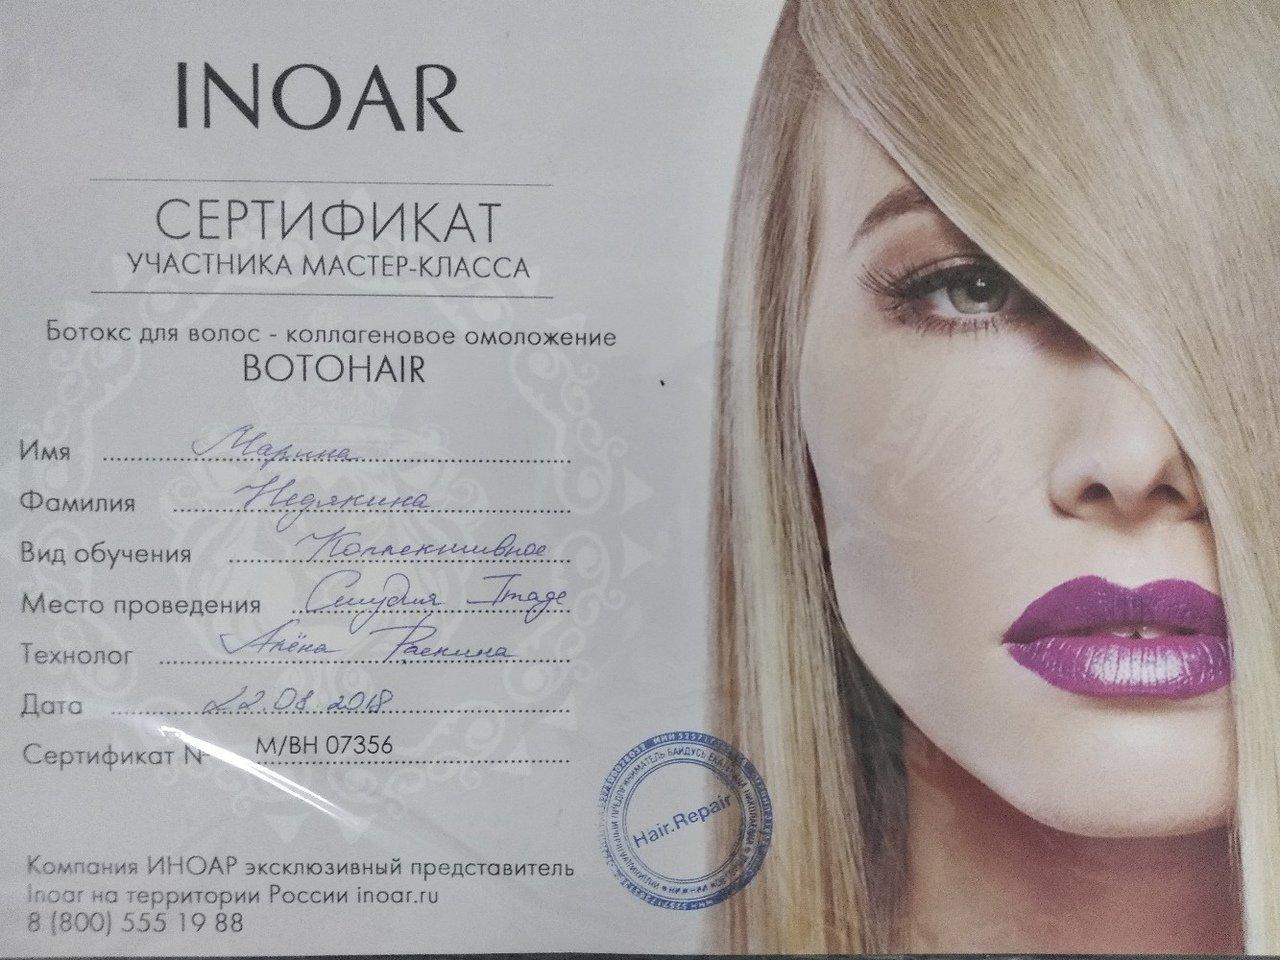 INOAR
СЕРТИФИКАТ
УЧАСТНИКА МАСТЕР-КЛАССА
Ботокс для волос - коллагеновое омоложение
BOTOHAIR
Имя Марина
Фамилия Недякина
Вид обучения Коллективное
Место проведения Студия Image
Технолог Алёна Раскина
Дата 22.08.2018
Сертификат № M/BH 07356
Hair.Repair
Компания ИНОАР эксклюзивный представитель
Inoar на территории России inoar.ru
8 (800) 555 19 88